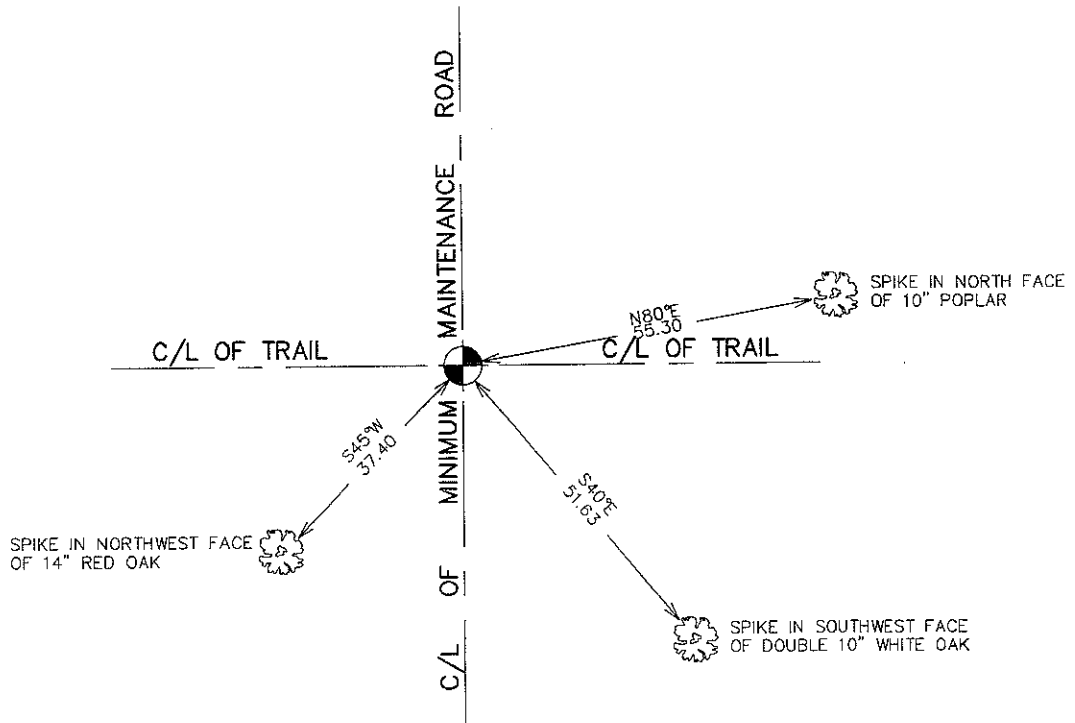 C/L OF MINIMUM MAINTENANCE ROAD
SPIKE IN NORTH FACE
OF 10" POPLAR
N80°E
55.30
C/L OF TRAIL
C/L OF TRAIL
S45°W
37.40
S40°E
51.63
SPIKE IN NORTHWEST FACE
OF 14" RED OAK
SPIKE IN SOUTHWEST FACE
OF DOUBLE 10" WHITE OAK